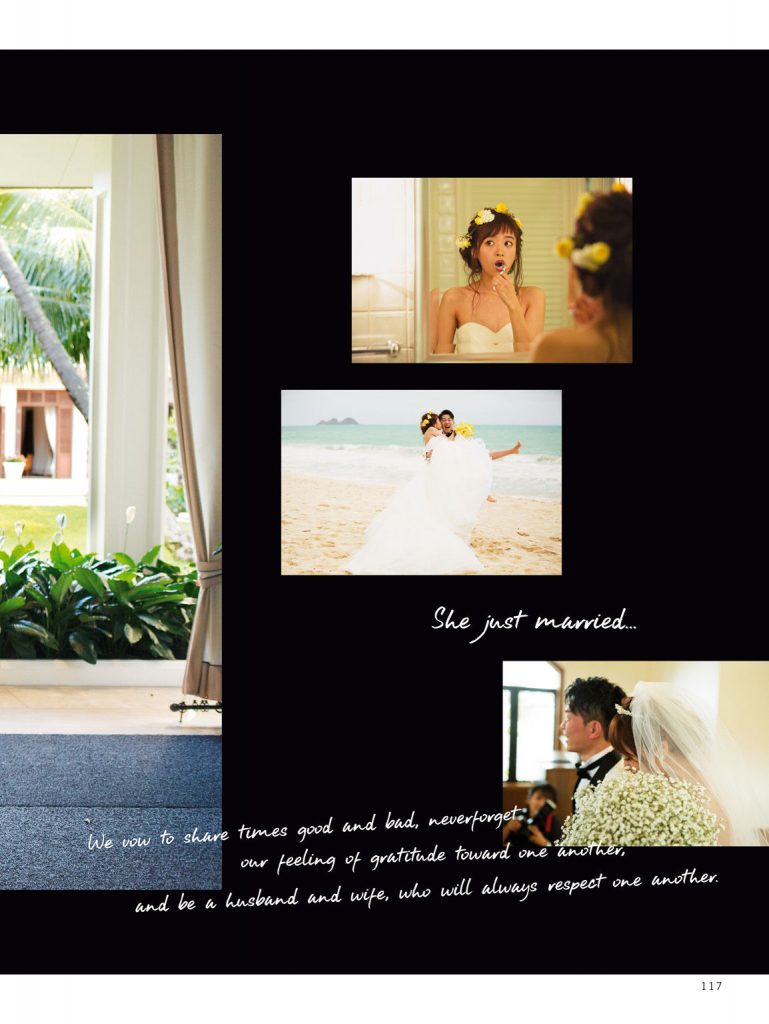 She just married...
We vow to share times good and bad, neverforget
our feeling of gratitude toward one another,
and be a husband and wife, who will always respect one another.
117